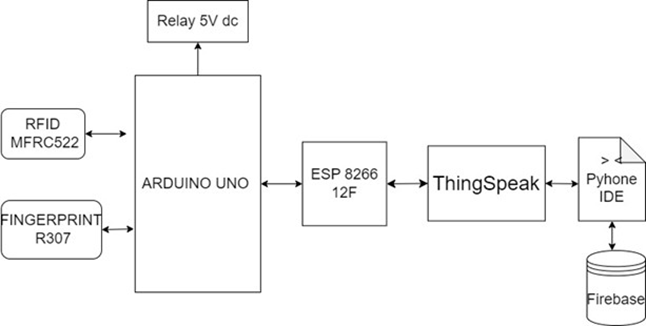 Relay 5V dc
RFID
MFRC522
ARDUINO UNO
FINGERPRINT
R307
ESP 8266
12F
ThingSpeak
> <
Pyhone
IDE
Firebase